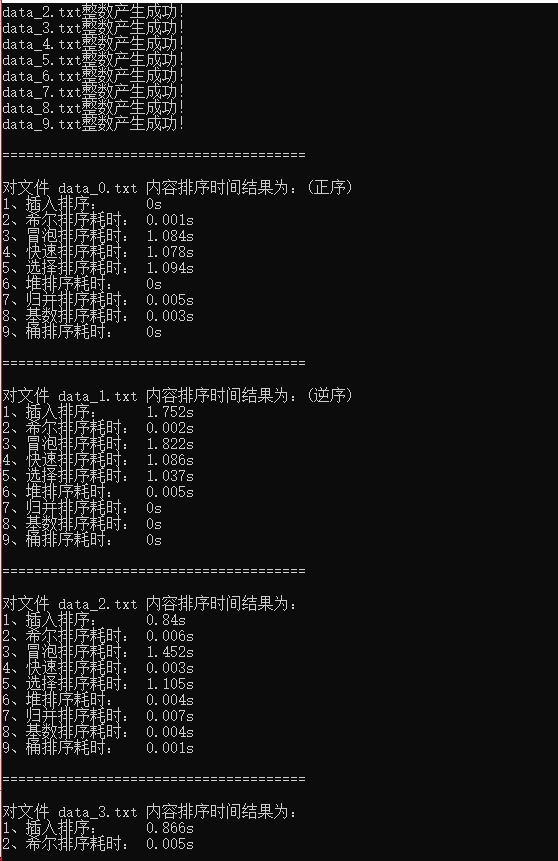 data_2.txt整数产生成功!
data_3.txt整数产生成功!
data_4.txt整数产生成功!
data_5.txt整数产生成功!
data_6.txt整数产生成功!
data_7.txt整数产生成功!
data_8.txt整数产生成功!
data_9.txt整数产生成功!
======================================
对文件 data_0.txt 内容排序时间结果为:(正序)
1、插入排序: 0s
2、希尔排序耗时: 0.001s
3、冒泡排序耗时: 1.084s
4、快速排序耗时: 1.078s
5、选择排序耗时: 1.094s
6、堆排序耗时: 0s
7、归并排序耗时: 0.005s
8、基数排序耗时: 0.003s
9、桶排序耗时: 0s
======================================
对文件 data_1.txt 内容排序时间结果为:(逆序)
1、插入排序: 1.752s
2、希尔排序耗时: 0.002s
3、冒泡排序耗时: 1.822s
4、快速排序耗时: 1.086s
5、选择排序耗时: 1.037s
6、堆排序耗时: 0.005s
7、归并排序耗时: 0s
8、基数排序耗时: 0s
9、桶排序耗时: 0s
======================================
对文件 data_2.txt 内容排序时间结果为:
1、插入排序: 0.84s
2、希尔排序耗时: 0.006s
3、冒泡排序耗时: 1.452s
4、快速排序耗时: 0.003s
5、选择排序耗时: 1.105s
6、堆排序耗时: 0.004s
7、归并排序耗时: 0.007s
8、基数排序耗时: 0.004s
9、桶排序耗时: 0.001s
======================================
对文件 data_3.txt 内容排序时间结果为:
1、插入排序: 0.866s
2、希尔排序耗时: 0.005s